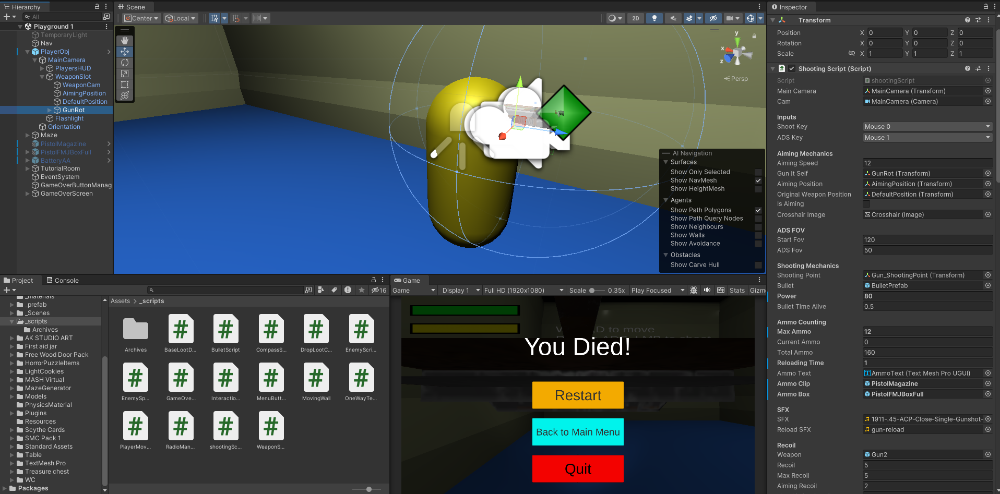 Hierarchy
All
Playground 1
TemporaryLight
Nav
PlayerObj
MainCamera
PlayersHUD
WeaponSlot
WeaponCam
AimingPosition
DefaultPosition
GunRot
Flashlight
Orientation
Maze
PistolMagazine
PistolFMJBoxFull
BatteryAA
TutorialRoom
EventSystem
GameOverButtonManag
GameOverScreen
Scene
Center
Local
2D
y
x
z
Persp
AI Navigation
Surfaces
Show Only Selected
Show NavMesh
Show HeightMesh
Agents
Show Path Polygons
Show Path Query Nodes
Show Neighbours
Show Walls
Show Avoidance
Obstacles
Show Carve Hull
Project
Console
16
_materials
_prefab
_Scenes
_scripts
Archives
AK STUDIO ART
First aid jar
Free Wood Door Pack
HorrorPuzzleItems
LightCookies
MASH Virtual
MazeGenerator
Models
PhysicsMaterial
Plugins
Resources
Scythe Cards
SMC Pack 1
Standard Assets
Table
TextMesh Pro
Treasure chest
WC
Packages
Assets > _scripts
Archives BaseLootD... BulletScript CompassS... DropLootC... EnemyScri...
EnemySp... GameOve... Interactio... MenuButt... MovingWall OneWayTe...
PlayerMov... RadioMan... shootingSc... WeaponS...
Game
Game Display 1 Full HD (1920x1080) Scale 0.35x Play Focused Stats Gizm
D to move
You Died!
Restart
Back to Main Menu
Quit
Inspector
Transform
Position X 0 Y 0 Z 0
Rotation X 0 Y 0 Z 0
Scale X 1 Y 1 Z 1
Shooting Script (Script)
Script shootingScript
Main Camera MainCamera (Transform)
Cam MainCamera (Camera)
Inputs
Shoot Key Mouse 0
ADS Key Mouse 1
Aiming Mechanics
Aiming Speed 12
Gun It Self GunRot (Transform)
Aiming Position AimingPosition (Transform)
Original Weapon Position DefaultPosition (Transform)
Is Aiming
Crosshair Image Crosshair (Image)
ADS FOV
Start Fov 120
ADS Fov 50
Shooting Mechanics
Shooting Point Gun_ShootingPoint (Transform)
Bullet BulletPrefab
Power 80
Bullet Time Alive 0.5
Ammo Counting
Max Ammo 12
Current Ammo 0
Total Ammo 160
Reloading Time 1
Ammo Text AmmoText (Text Mesh Pro UGUI)
Ammo Clip PistolMagazine
Ammo Box PistolFMJBoxFull
SFX
SFX 1911-.45-ACP-Close-Single-Gunshot-
Reload SFX gun-reload
Recoil
Weapon Gun2
Recoil 5
Max Recoil 5
Aiming Recoil 2